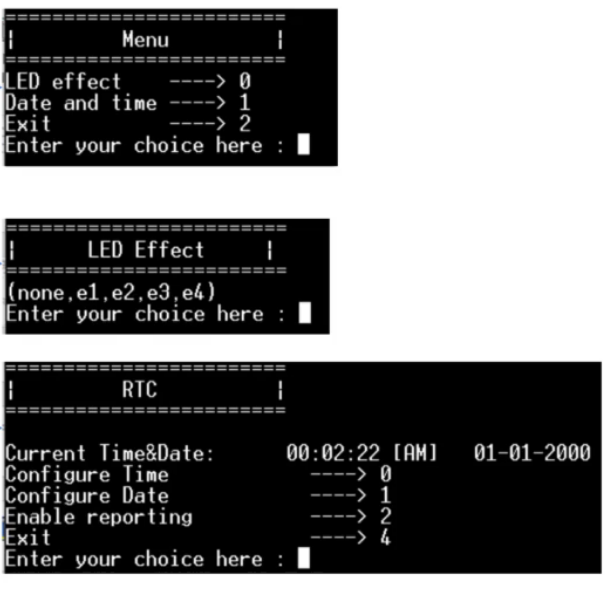 ========================
|          Menu          |
========================
LED effect     ----> 0
Date and time ----> 1
Exit           ----> 2
Enter your choice here :
========================
|      LED Effect      |
========================
(none,e1,e2,e3,e4)
Enter your choice here :
========================
|          RTC           |
========================
Current Time&Date:      00:02:22 [AM]   01-01-2000
Configure Time            ----> 0
Configure Date            ----> 1
Enable reporting          ----> 2
Exit                      ----> 4
Enter your choice here :